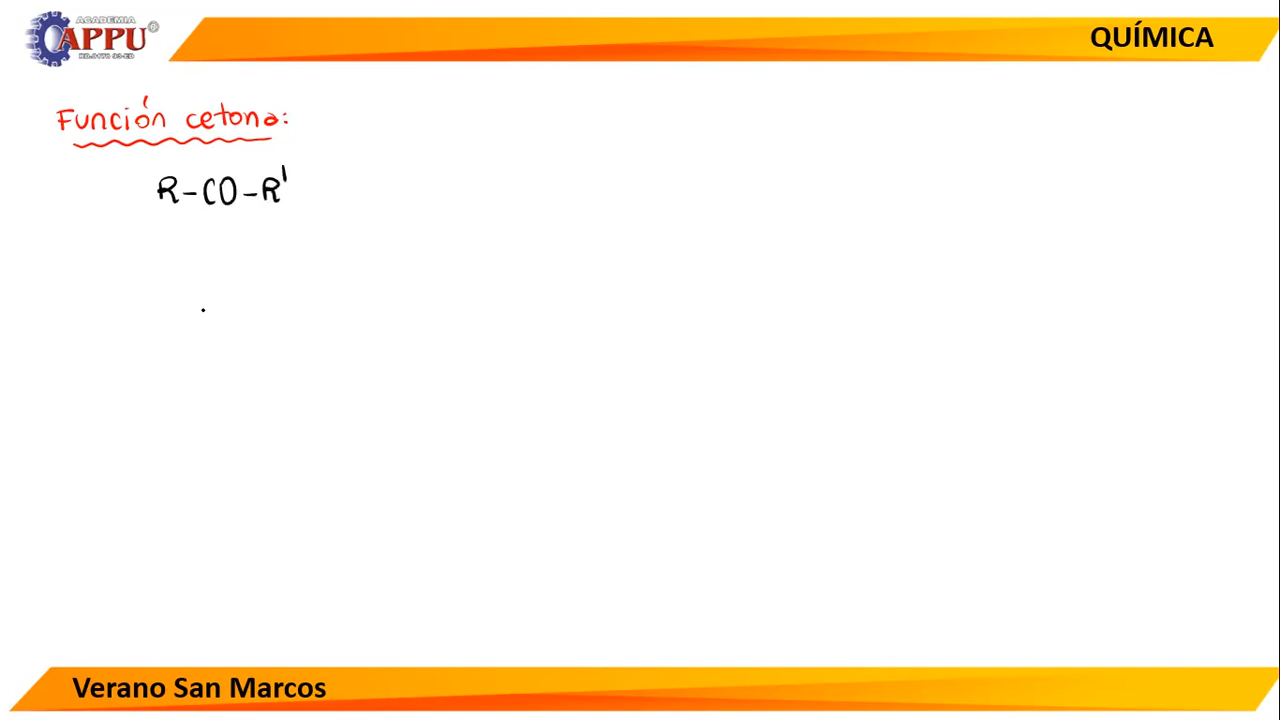 ACADEMIA
APPU
QUÍMICA
Función cetona:
R-CO-R'
Verano San Marcos